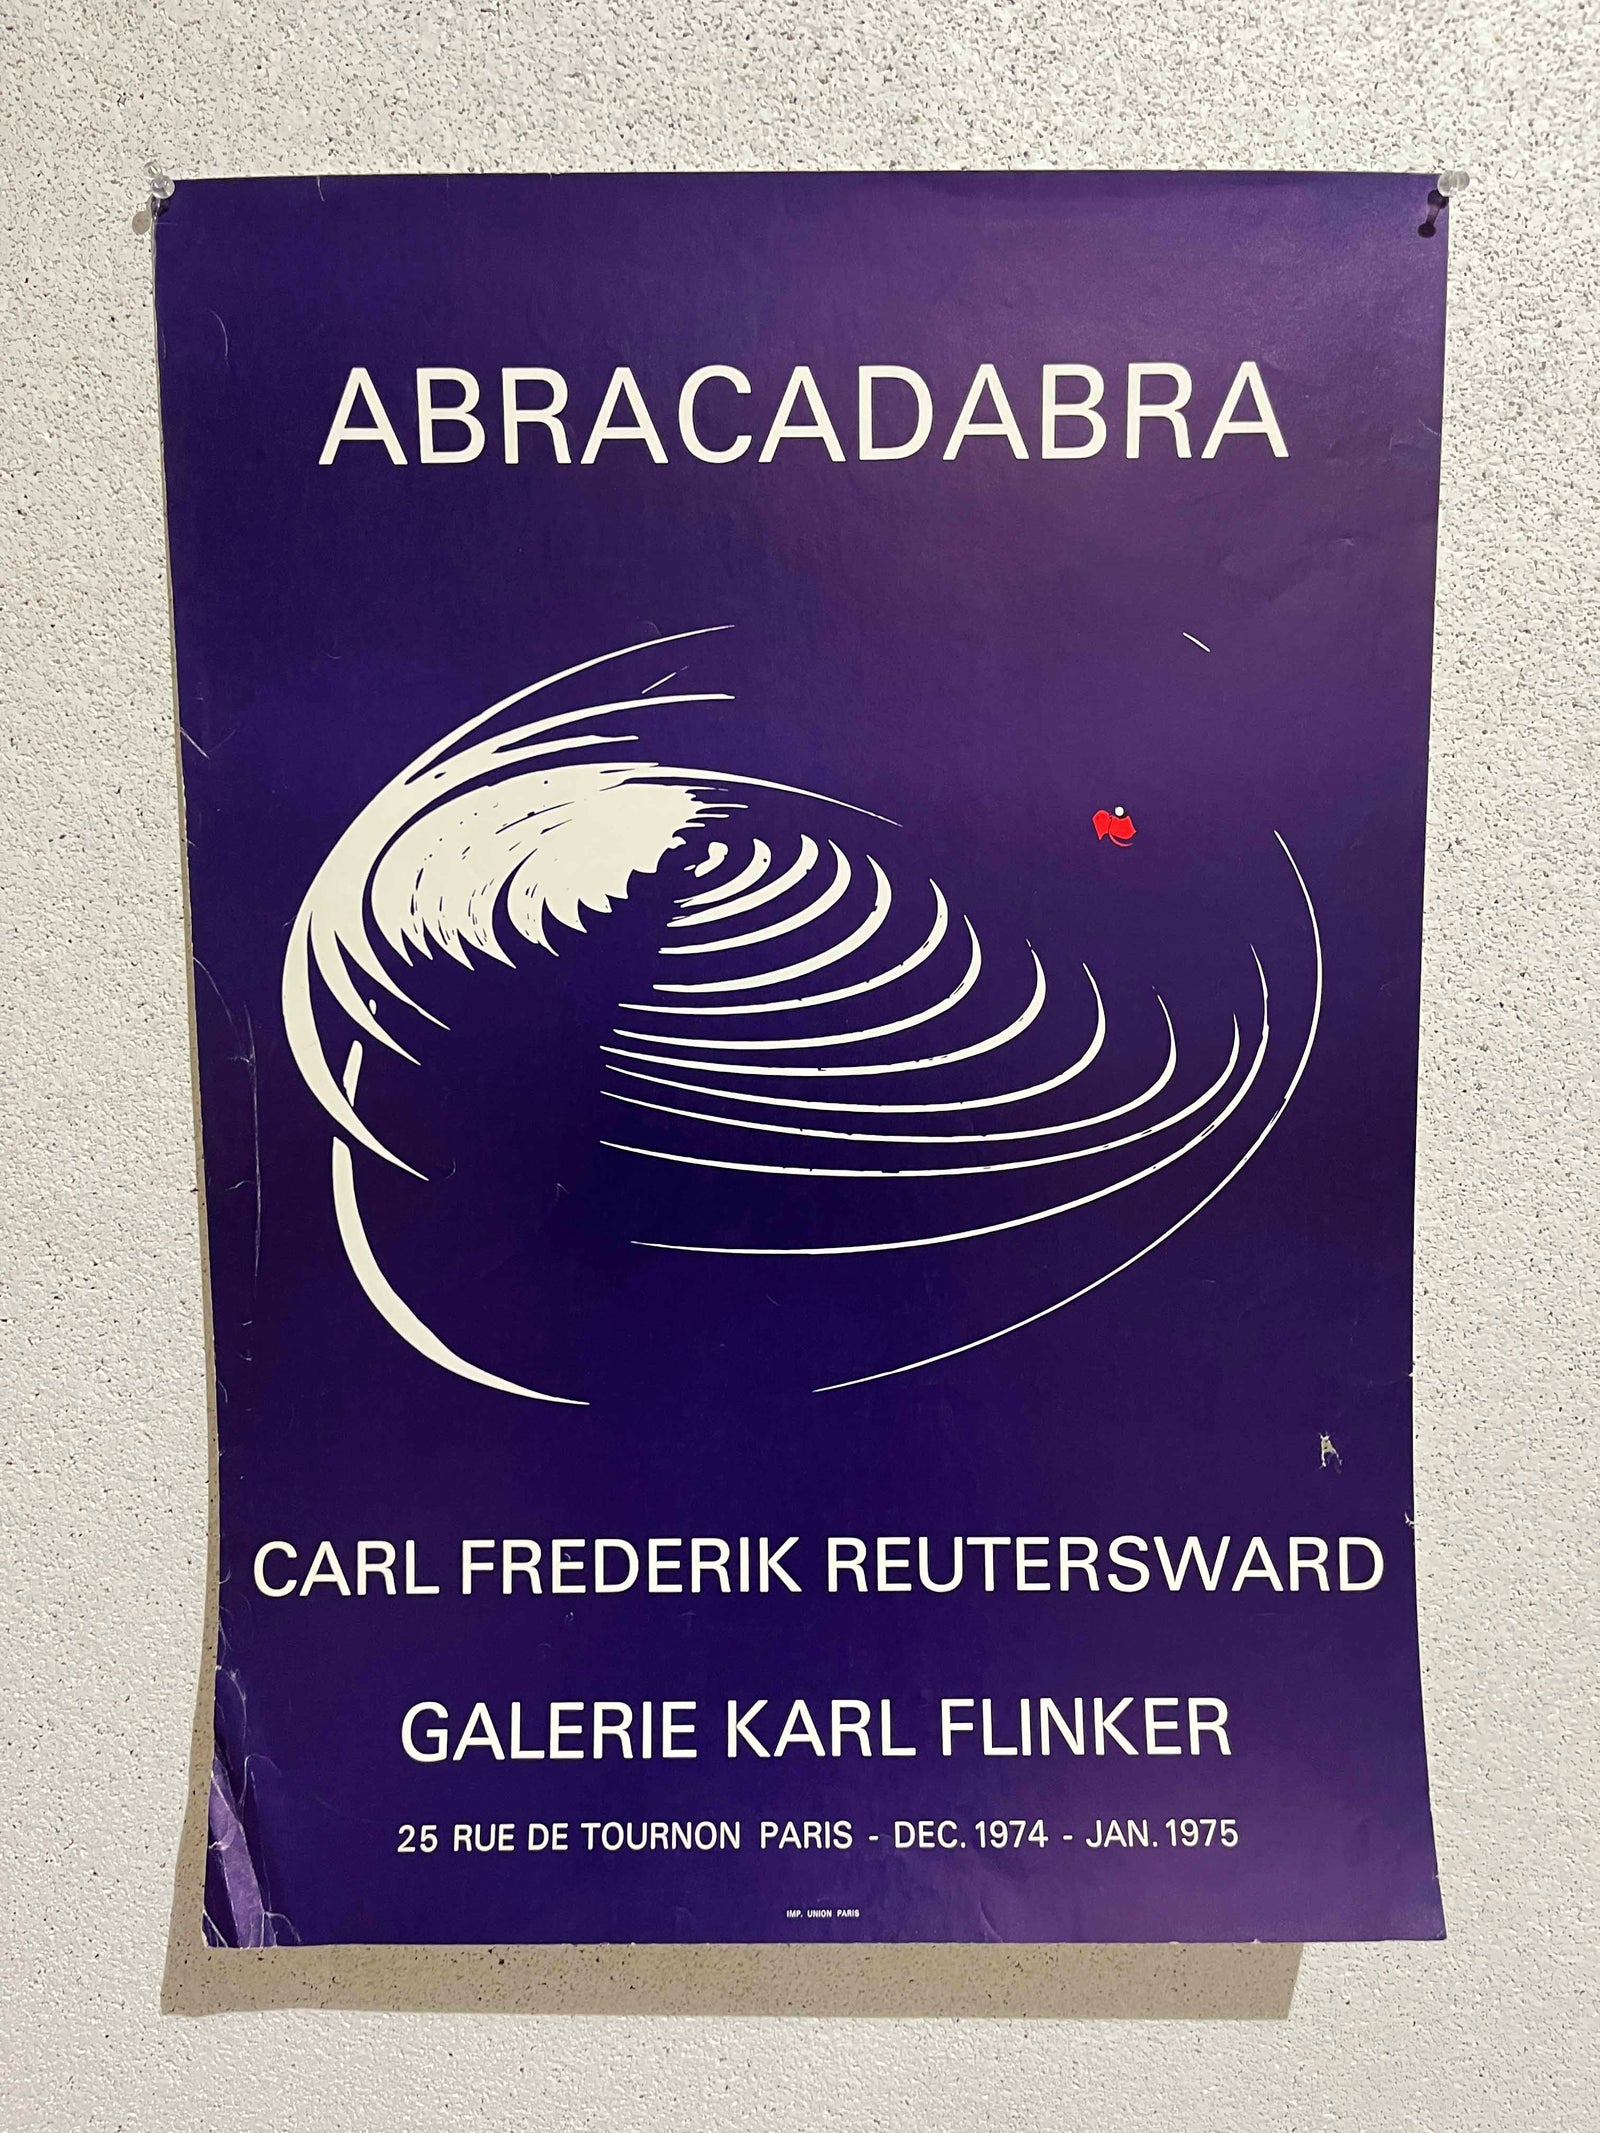 ABRACADABRA
CARL FREDERIK REUTERSWARD
GALERIE KARL FLINKER
25 RUE DE TOURNON PARIS - DEC. 1974 - JAN. 1975
IMP. UNION PARIS